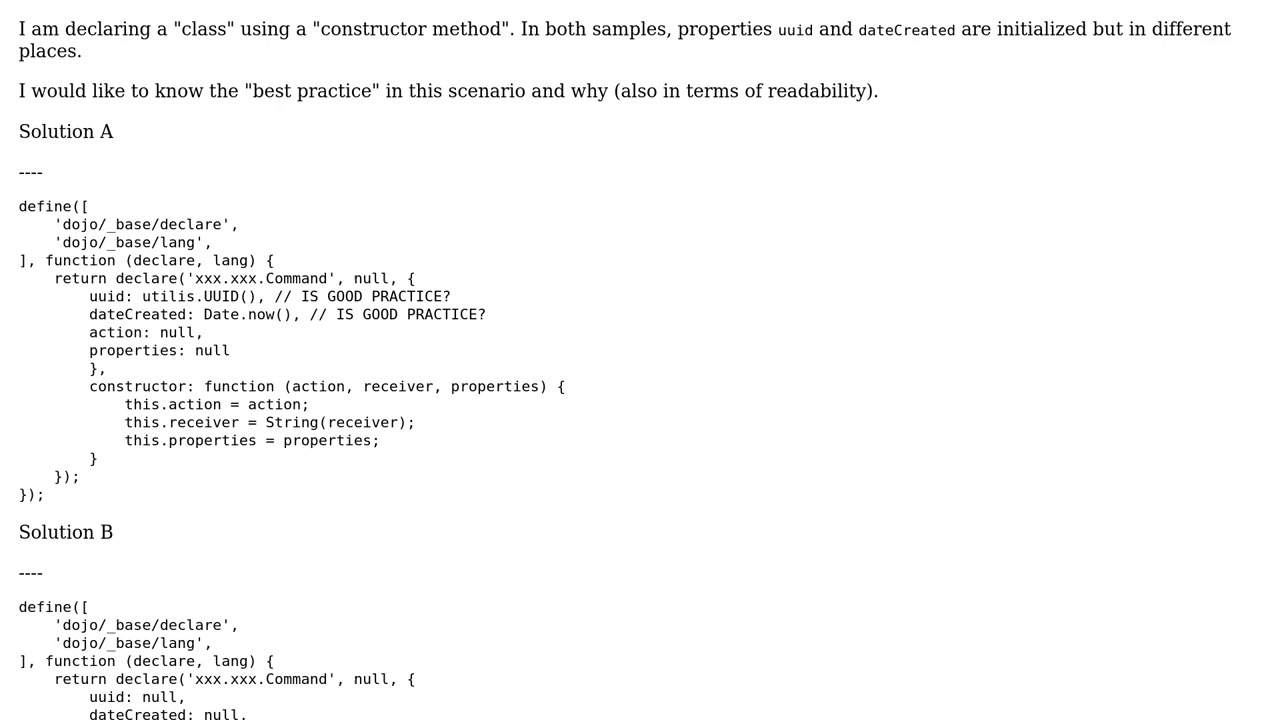 I am declaring a "class" using a "constructor method". In both samples, properties uuid and dateCreated are initialized but in different
places.
I would like to know the "best practice" in this scenario and why (also in terms of readability).
Solution A
----
define([
    'dojo/_base/declare',
    'dojo/_base/lang',
], function (declare, lang) {
    return declare('xxx.xxx.Command', null, {
        uuid: utilis.UUID(), // IS GOOD PRACTICE?
        dateCreated: Date.now(), // IS GOOD PRACTICE?
        action: null,
        properties: null
        },
        constructor: function (action, receiver, properties) {
            this.action = action;
            this.receiver = String(receiver);
            this.properties = properties;
        }
    });
});
Solution B
----
define([
    'dojo/_base/declare',
    'dojo/_base/lang',
], function (declare, lang) {
    return declare('xxx.xxx.Command', null, {
        uuid: null,
        dateCreated: null,